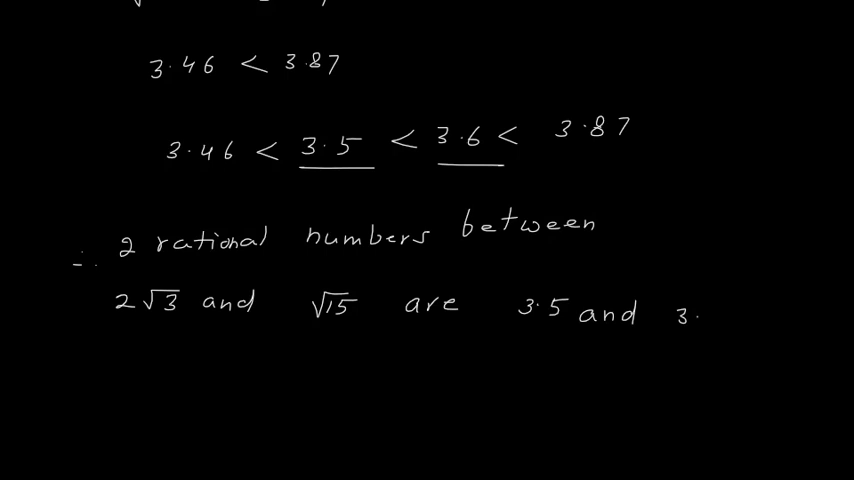 3.46 < 3.87
3.46 < 3.5 < 3.6 < 3.87
∴ 2 rational numbers between
2√3 and √15 are 3.5 and 3.